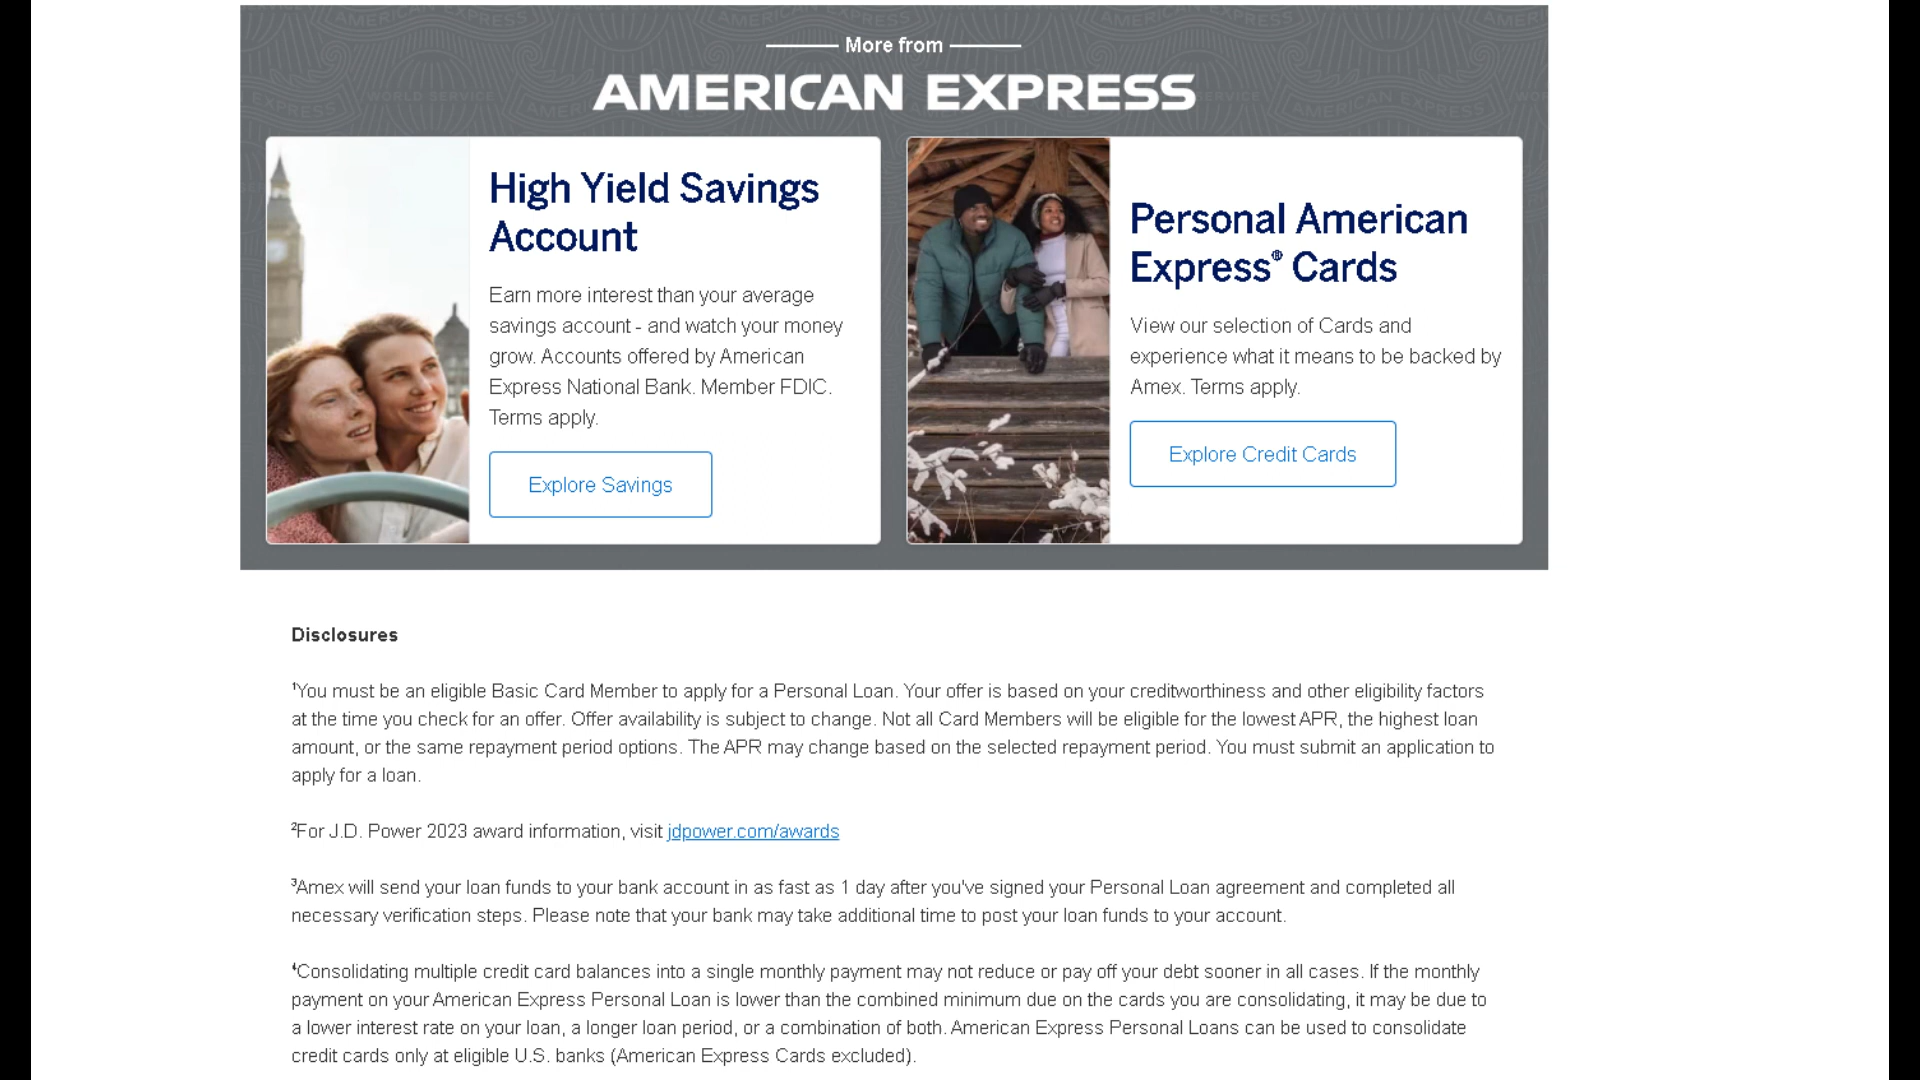 More from
AMERICAN EXPRESS
High Yield Savings
Account
Earn more interest than your average
savings account - and watch your money
grow. Accounts offered by American
Express National Bank. Member FDIC.
Terms apply.
Explore Savings
Personal American
Express® Cards
View our selection of Cards and
experience what it means to be backed by
Amex. Terms apply.
Explore Credit Cards
Disclosures
¹You must be an eligible Basic Card Member to apply for a Personal Loan. Your offer is based on your creditworthiness and other eligibility factors
at the time you check for an offer. Offer availability is subject to change. Not all Card Members will be eligible for the lowest APR, the highest loan
amount, or the same repayment period options. The APR may change based on the selected repayment period. You must submit an application to
apply for a loan.
²For J.D. Power 2023 award information, visit jdpower.com/awards
³Amex will send your loan funds to your bank account in as fast as 1 day after you've signed your Personal Loan agreement and completed all
necessary verification steps. Please note that your bank may take additional time to post your loan funds to your account.
⁴Consolidating multiple credit card balances into a single monthly payment may not reduce or pay off your debt sooner in all cases. If the monthly
payment on your American Express Personal Loan is lower than the combined minimum due on the cards you are consolidating, it may be due to
a lower interest rate on your loan, a longer loan period, or a combination of both. American Express Personal Loans can be used to consolidate
credit cards only at eligible U.S. banks (American Express Cards excluded).